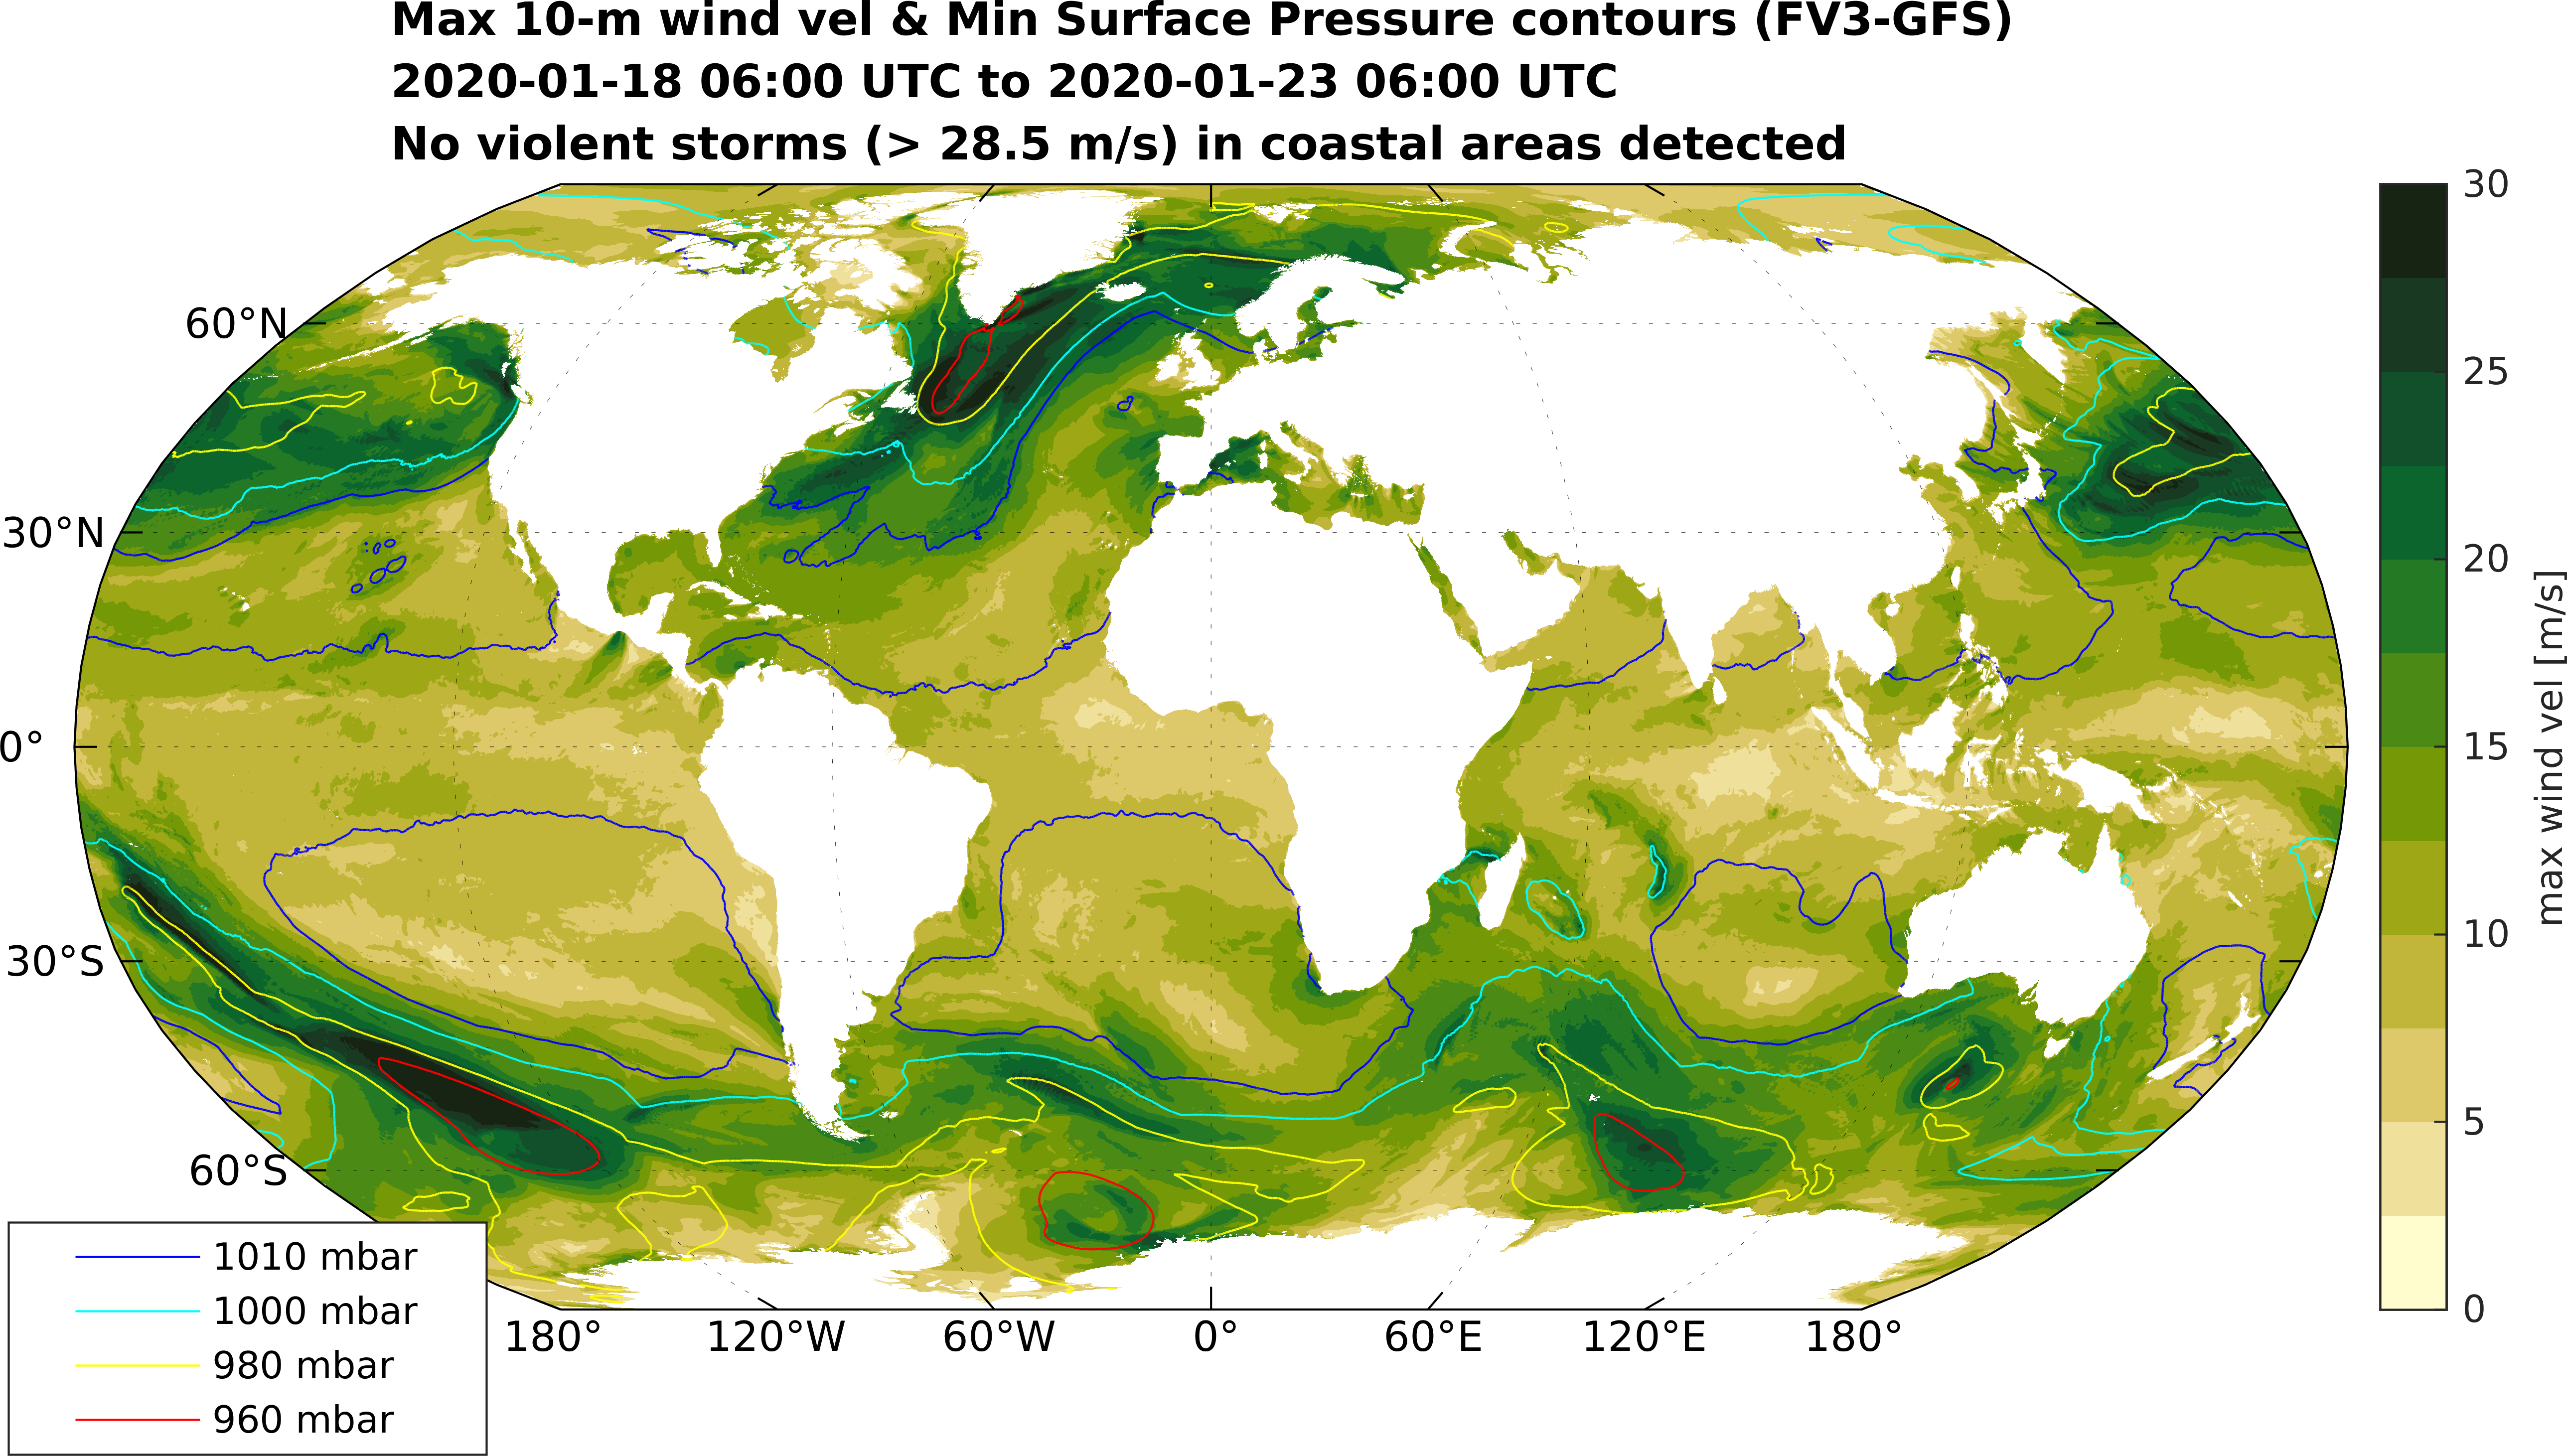 Max 10-m wind vel & Min Surface Pressure contours (FV3-GFS)
2020-01-18 06:00 UTC to 2020-01-23 06:00 UTC
No violent storms (> 28.5 m/s) in coastal areas detected
60°N
30°N
0°
30°S
60°S
180°
120°W
60°W
0°
60°E
120°E
180°
1010 mbar
1000 mbar
980 mbar
960 mbar
30
25
20
15
10
5
0
max wind vel [m/s]